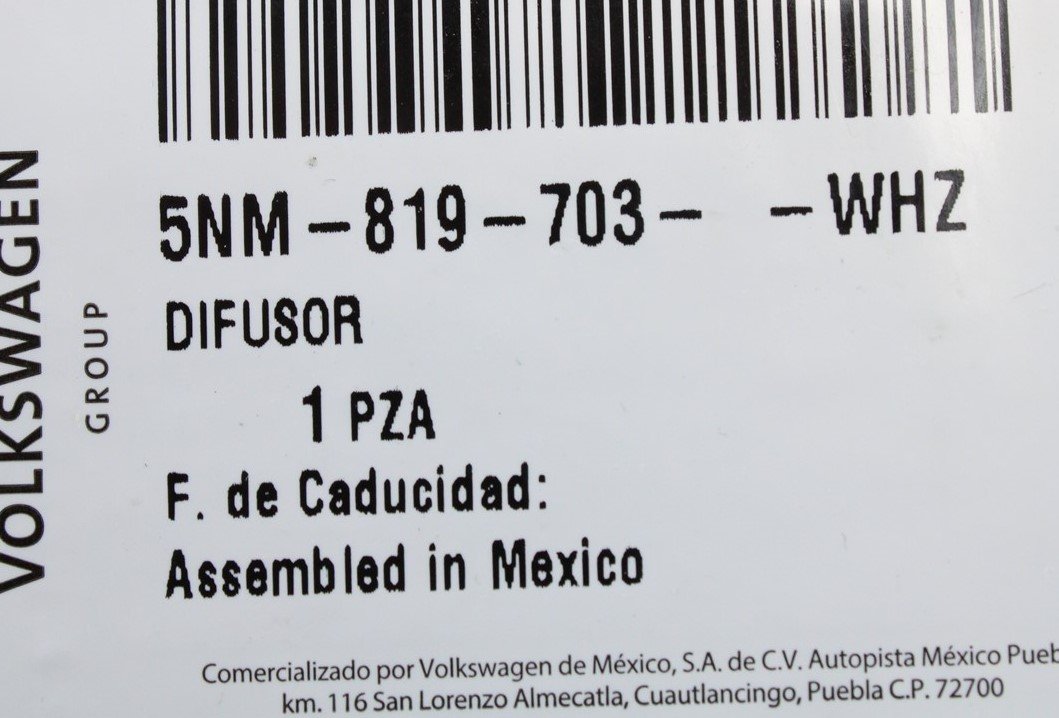 5NM-819-703- -WHZ
DIFUSOR
1 PZA
F. de Caducidad:
Assembled in Mexico
VOLKSWAGEN
GROUP
Comercializado por Volkswagen de México, S.A. de C.V. Autopista México Pueb
km. 116 San Lorenzo Almecatla, Cuautlancingo, Puebla C.P. 72700